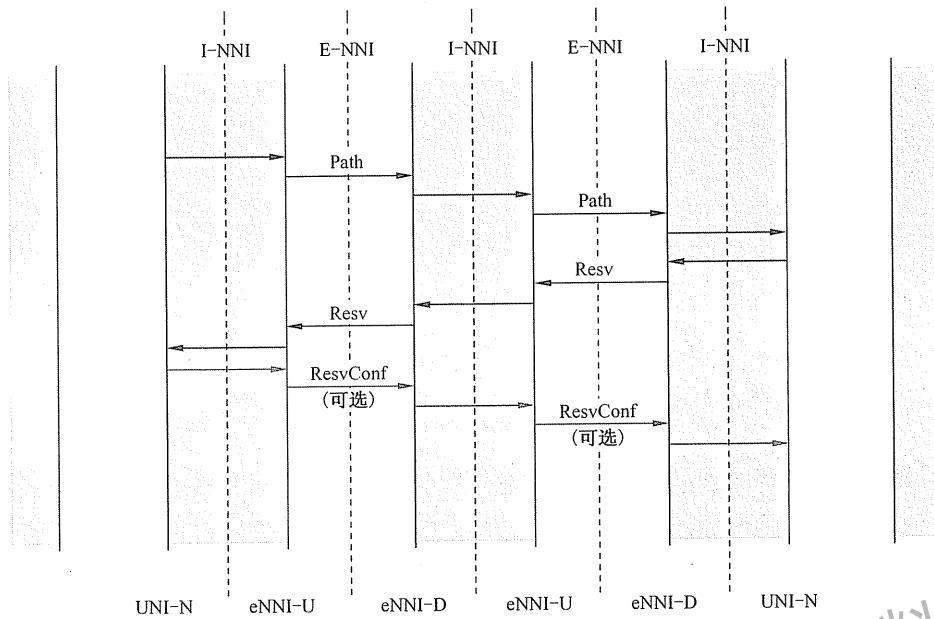 I-NNI E-NNI I-NNI E-NNI I-NNI
Path
Path
Resv
Resv
ResvConf
(可选)
ResvConf
(可选)
UNI-N eNNI-U eNNI-D eNNI-U eNNI-D UNI-N